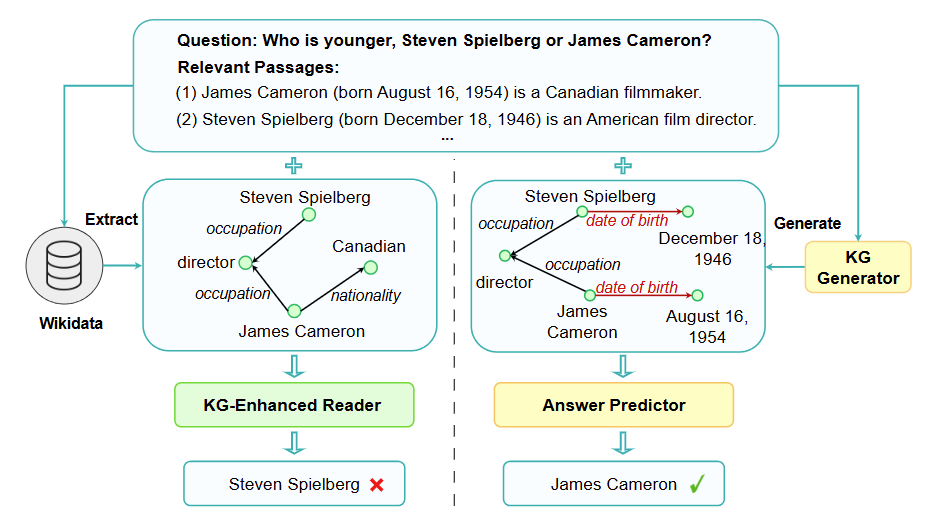 Question: Who is younger, Steven Spielberg or James Cameron?
Relevant Passages:
(1) James Cameron (born August 16, 1954) is a Canadian filmmaker.
(2) Steven Spielberg (born December 18, 1946) is an American film director.
...
Extract
Wikidata
Steven Spielberg
occupation
Canadian
director
occupation
nationality
James Cameron
KG-Enhanced Reader
Steven Spielberg
Steven Spielberg
occupation
date of birth
December 18,
1946
director
occupation
date of birth
James
Cameron
August 16,
1954
Generate
KG
Generator
Answer Predictor
James Cameron